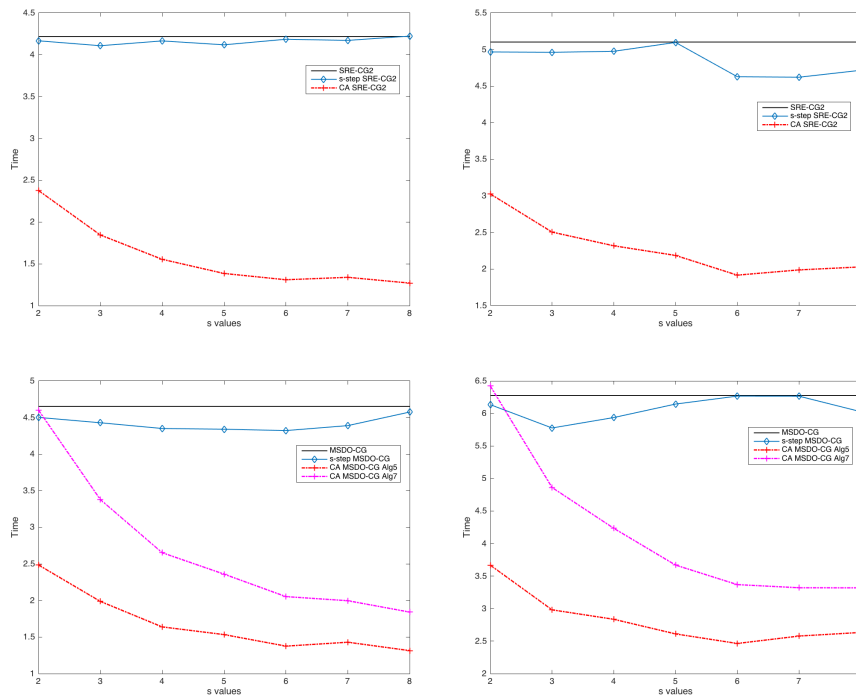 4.5
4
3.5
3
2.5
2
1.5
1
Time
2 3 4 5 6 7 8
s values
SRE-CG2
s-step SRE-CG2
CA SRE-CG2
5.5
5
4.5
4
3.5
3
2.5
2
1.5
Time
2 3 4 5 6 7
s values
SRE-CG2
s-step SRE-CG2
CA SRE-CG2
5
4.5
4
3.5
3
2.5
2
1.5
1
Time
2 3 4 5 6 7 8
s values
MSDO-CG
s-step MSDO-CG
CA MSDO-CG Alg5
CA MSDO-CG Alg7
6.5
6
5.5
5
4.5
4
3.5
3
2.5
2
Time
2 3 4 5 6 7
s values
MSDO-CG
s-step MSDO-CG
CA MSDO-CG Alg5
CA MSDO-CG Alg7